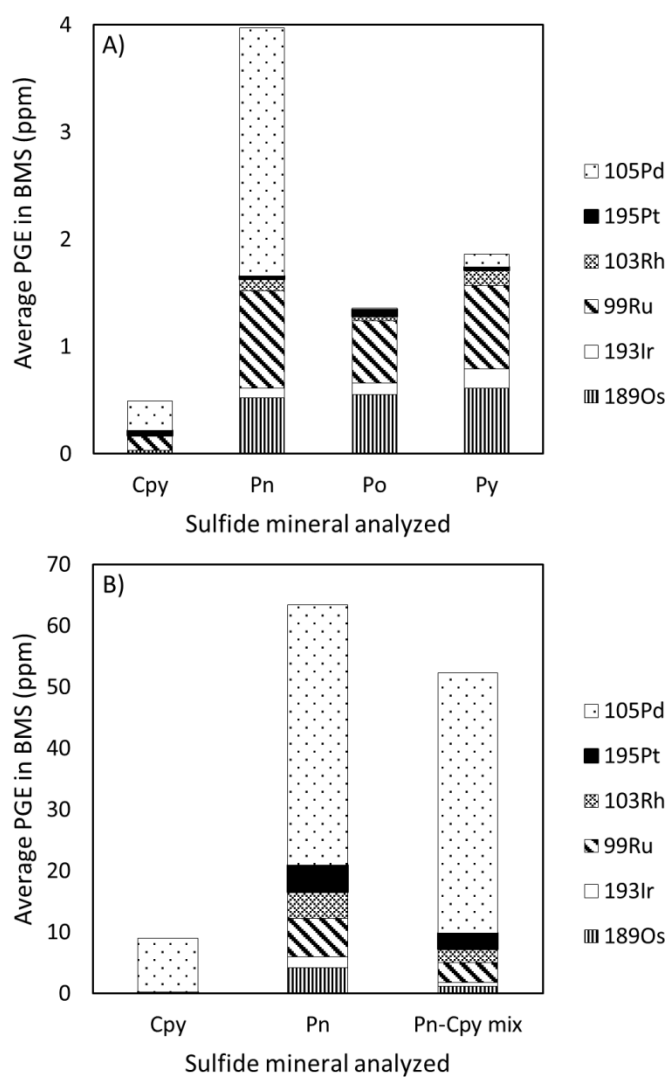 A)
4
3
2
1
0
Average PGE in BMS (ppm)
Cpy Pn Po Py
Sulfide mineral analyzed
105Pd
195Pt
103Rh
99Ru
193Ir
189Os
B)
70
60
50
40
30
20
10
0
Average PGE in BMS (ppm)
Cpy Pn Pn-Cpy mix
Sulfide mineral analyzed
105Pd
195Pt
103Rh
99Ru
193Ir
189Os